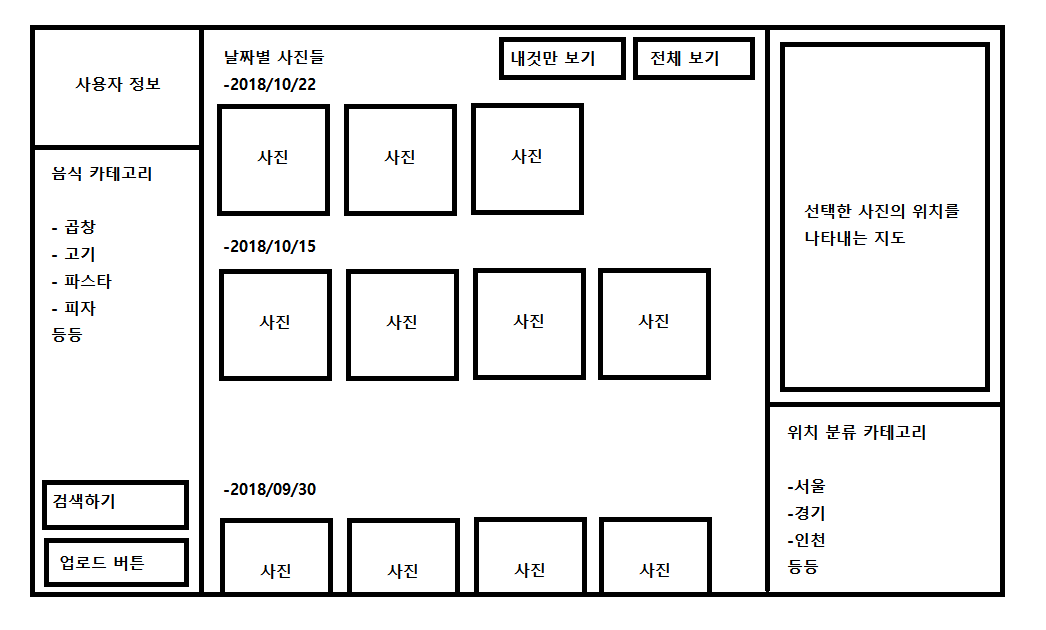 사용자 정보
음식 카테고리
- 곱창
- 고기
- 파스타
- 피자
등등
검색하기
업로드 버튼
날짜별 사진들
내것만 보기
전체 보기
-2018/10/22
사진
사진
사진
-2018/10/15
사진
사진
사진
사진
-2018/09/30
사진
사진
사진
사진
선택한 사진의 위치를
나타내는 지도
위치 분류 카테고리
-서울
-경기
-인천
등등